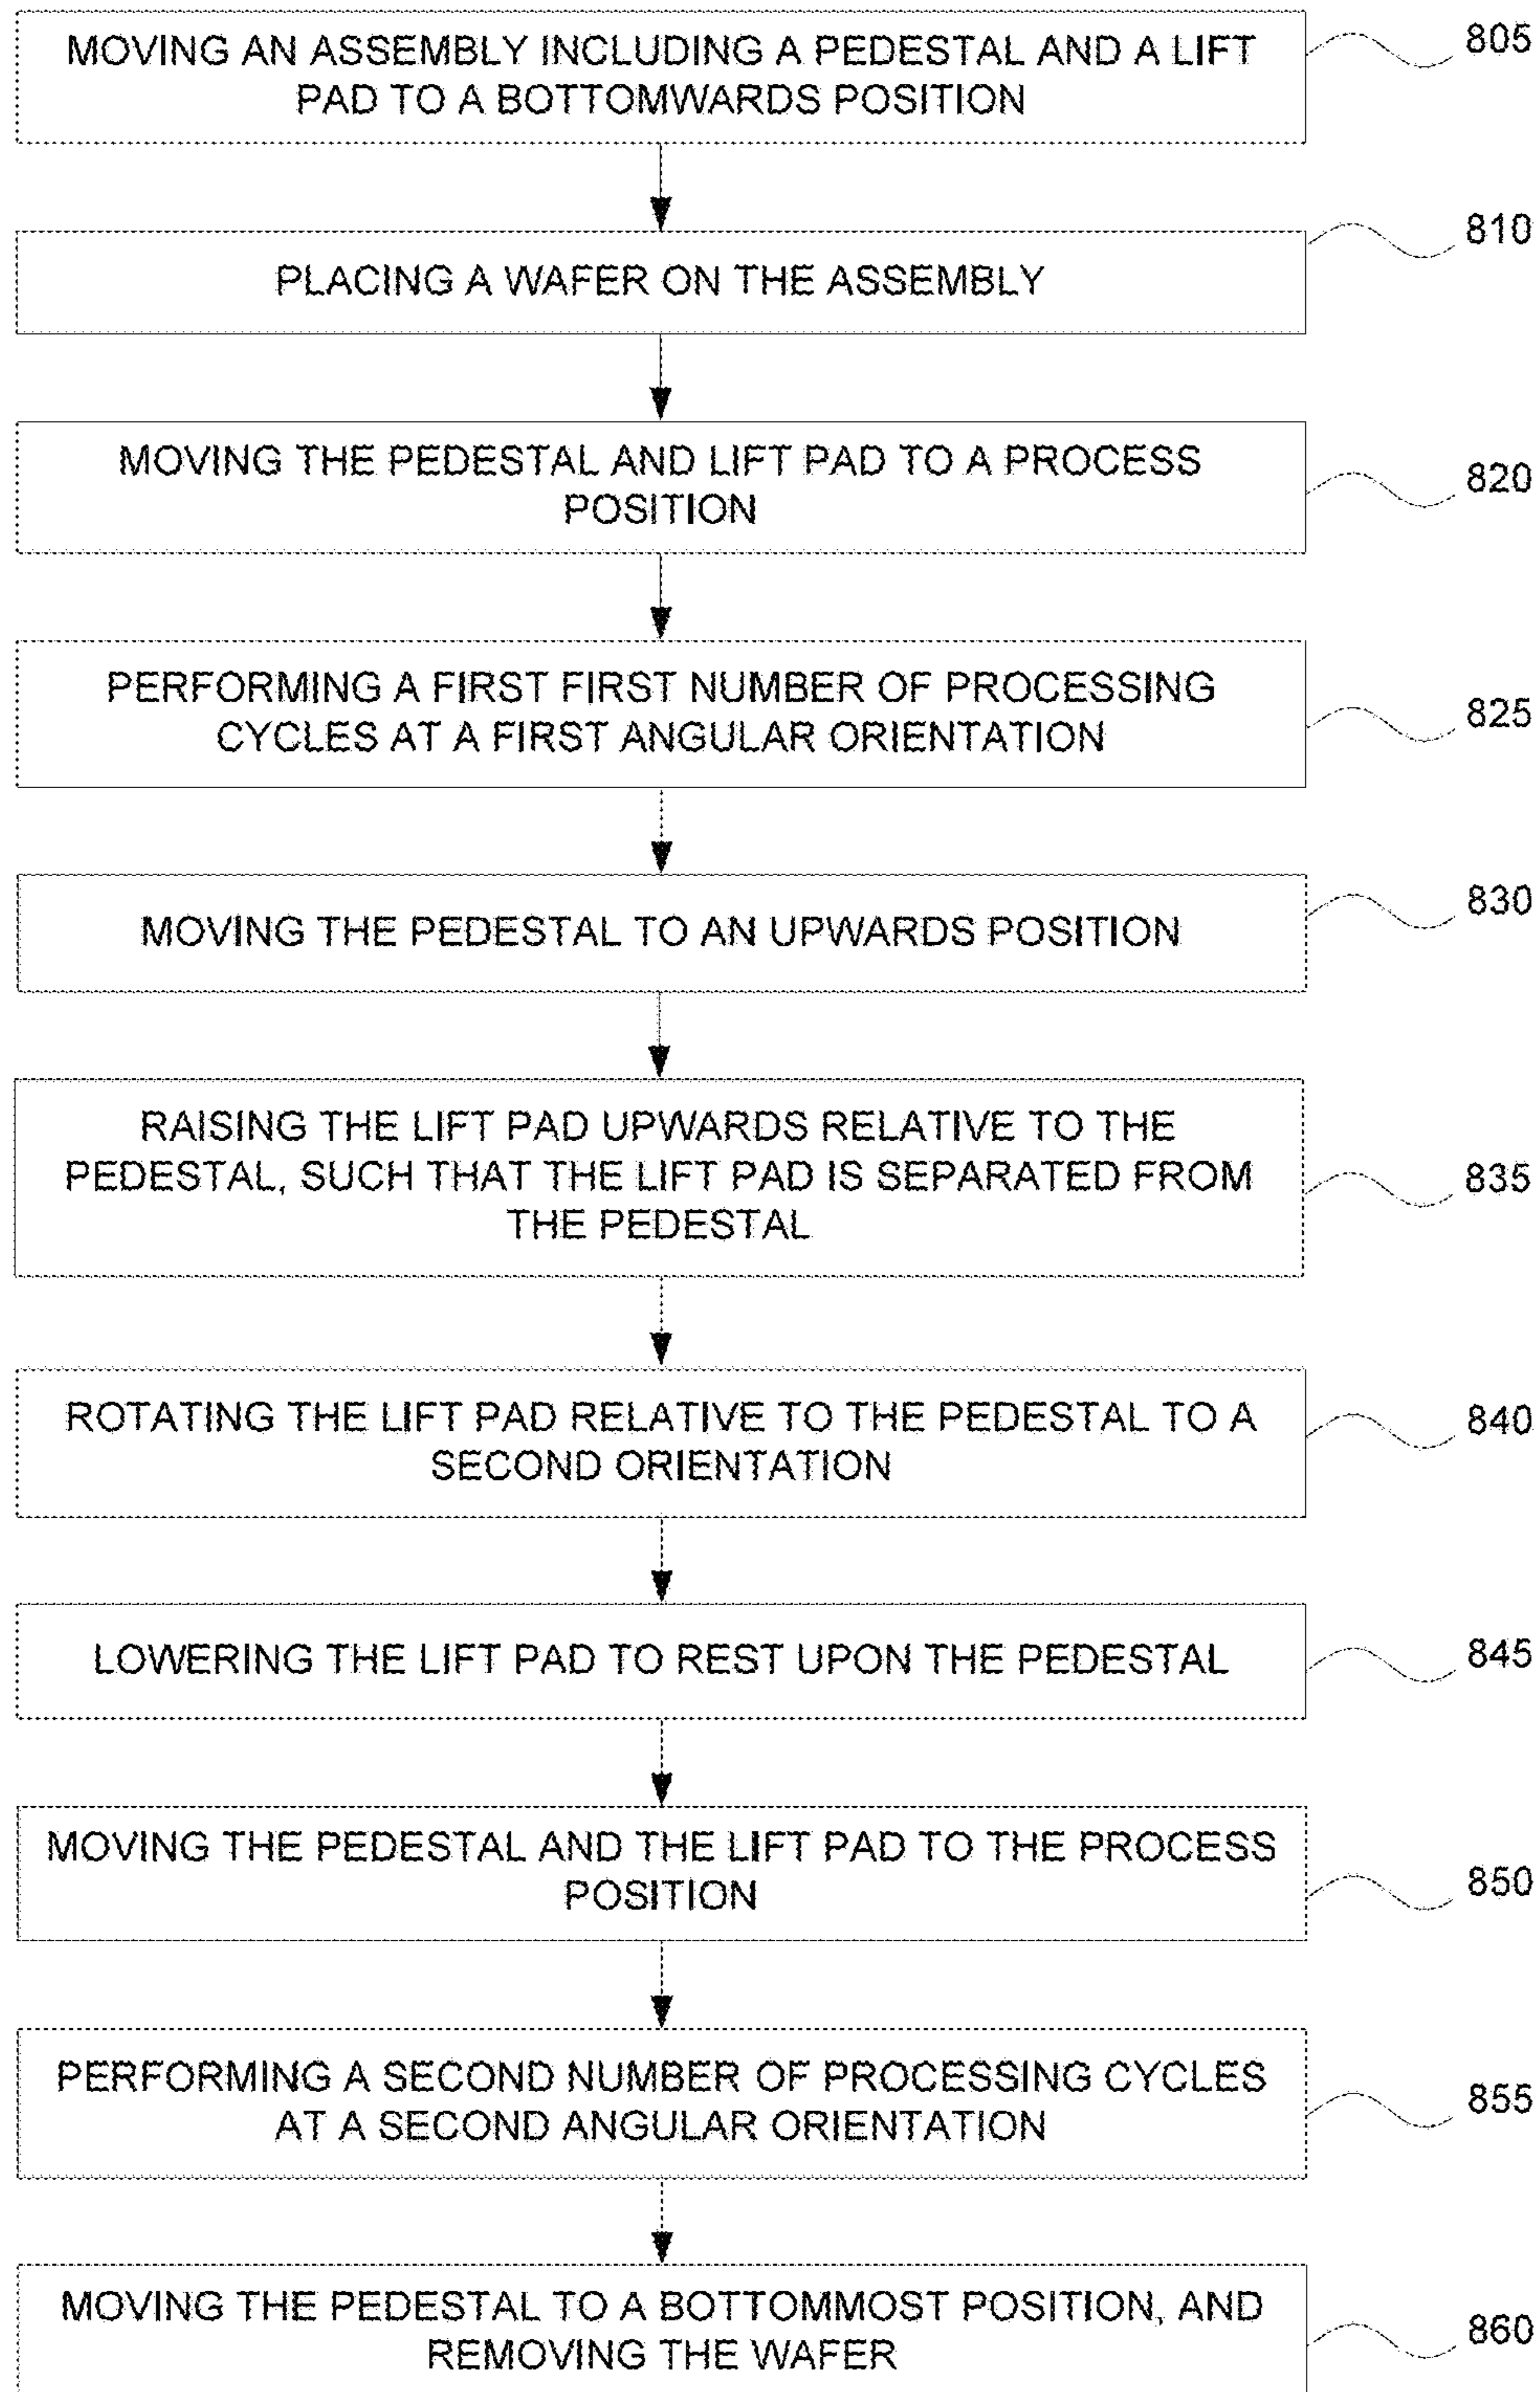 MOVING AN ASSEMBLY INCLUDING A PEDESTAL AND A LIFT
PAD TO A BOTTOMWARDS POSITION
805
810
PLACING A WAFER ON THE ASSEMBLY
MOVING THE PEDESTAL AND LIFT PAD TO A PROCESS
POSITION
820
PERFORMING A FIRST FIRST NUMBER OF PROCESSING
CYCLES AT A FIRST ANGULAR ORIENTATION
825
MOVING THE PEDESTAL TO AN UPWARDS POSITION
830
RAISING THE LIFT PAD UPWARDS RELATIVE TO THE
PEDESTAL, SUCH THAT THE LIFT PAD IS SEPARATED FROM
THE PEDESTAL
835
ROTATING THE LIFT PAD RELATIVE TO THE PEDESTAL TO A
SECOND ORIENTATION
840
LOWERING THE LIFT PAD TO REST UPON THE PEDESTAL
845
MOVING THE PEDESTAL AND THE LIFT PAD TO THE PROCESS
POSITION
850
PERFORMING A SECOND NUMBER OF PROCESSING CYCLES
AT A SECOND ANGULAR ORIENTATION
855
MOVING THE PEDESTAL TO A BOTTOMMOST POSITION, AND
REMOVING THE WAFER
860